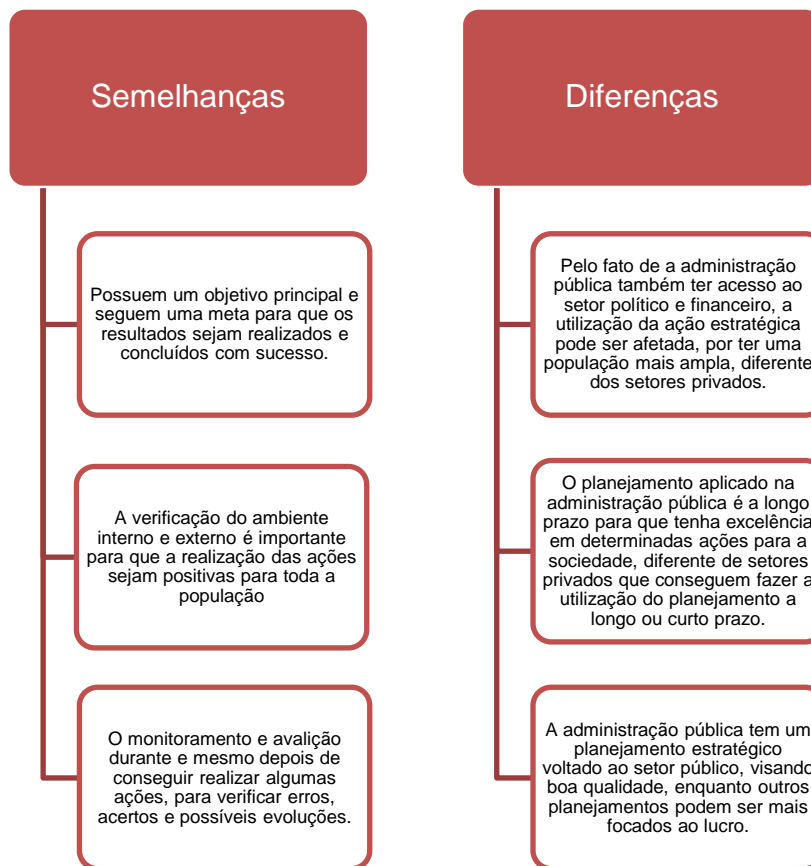 Semelhanças
Possuem um objetivo principal e
seguem uma meta para que os
resultados sejam realizados e
concluídos com sucesso.
A verificação do ambiente
interno e externo é importante
para que a realização das ações
sejam positivas para toda a
população
O monitoramento e avalição
durante e mesmo depois de
conseguir realizar algumas
ações, para verificar erros,
acertos e possíveis evoluções.
Diferenças
Pelo fato de a administração
pública também ter acesso ao
setor político e financeiro, a
utilização da ação estratégica
pode ser afetada, por ter uma
população mais ampla, diferente
dos setores privados.
O planejamento aplicado na
administração pública é a longo
prazo para que tenha excelência
em determinadas ações para a
sociedade, diferente de setores
privados que conseguem fazer a
utilização do planejamento a
longo ou curto prazo.
A administração pública tem um
planejamento estratégico
voltado ao setor público, visando
boa qualidade, enquanto outros
planejamentos podem ser mais
focados ao lucro.